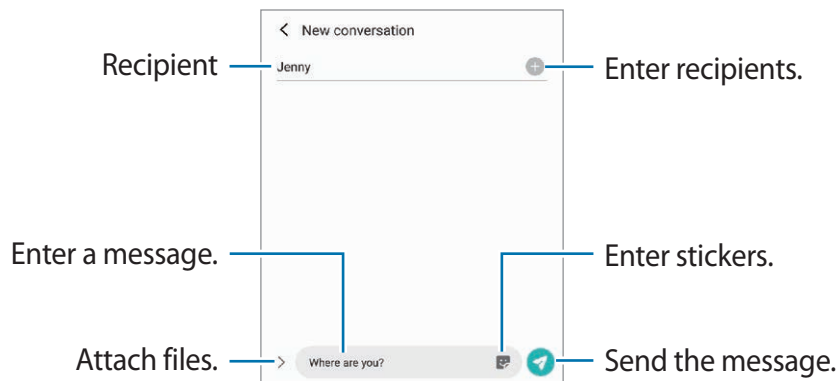 New conversation
Recipient
Jenny
Enter recipients.
Enter a message.
Enter stickers.
Attach files.
Where are you?
Send the message.